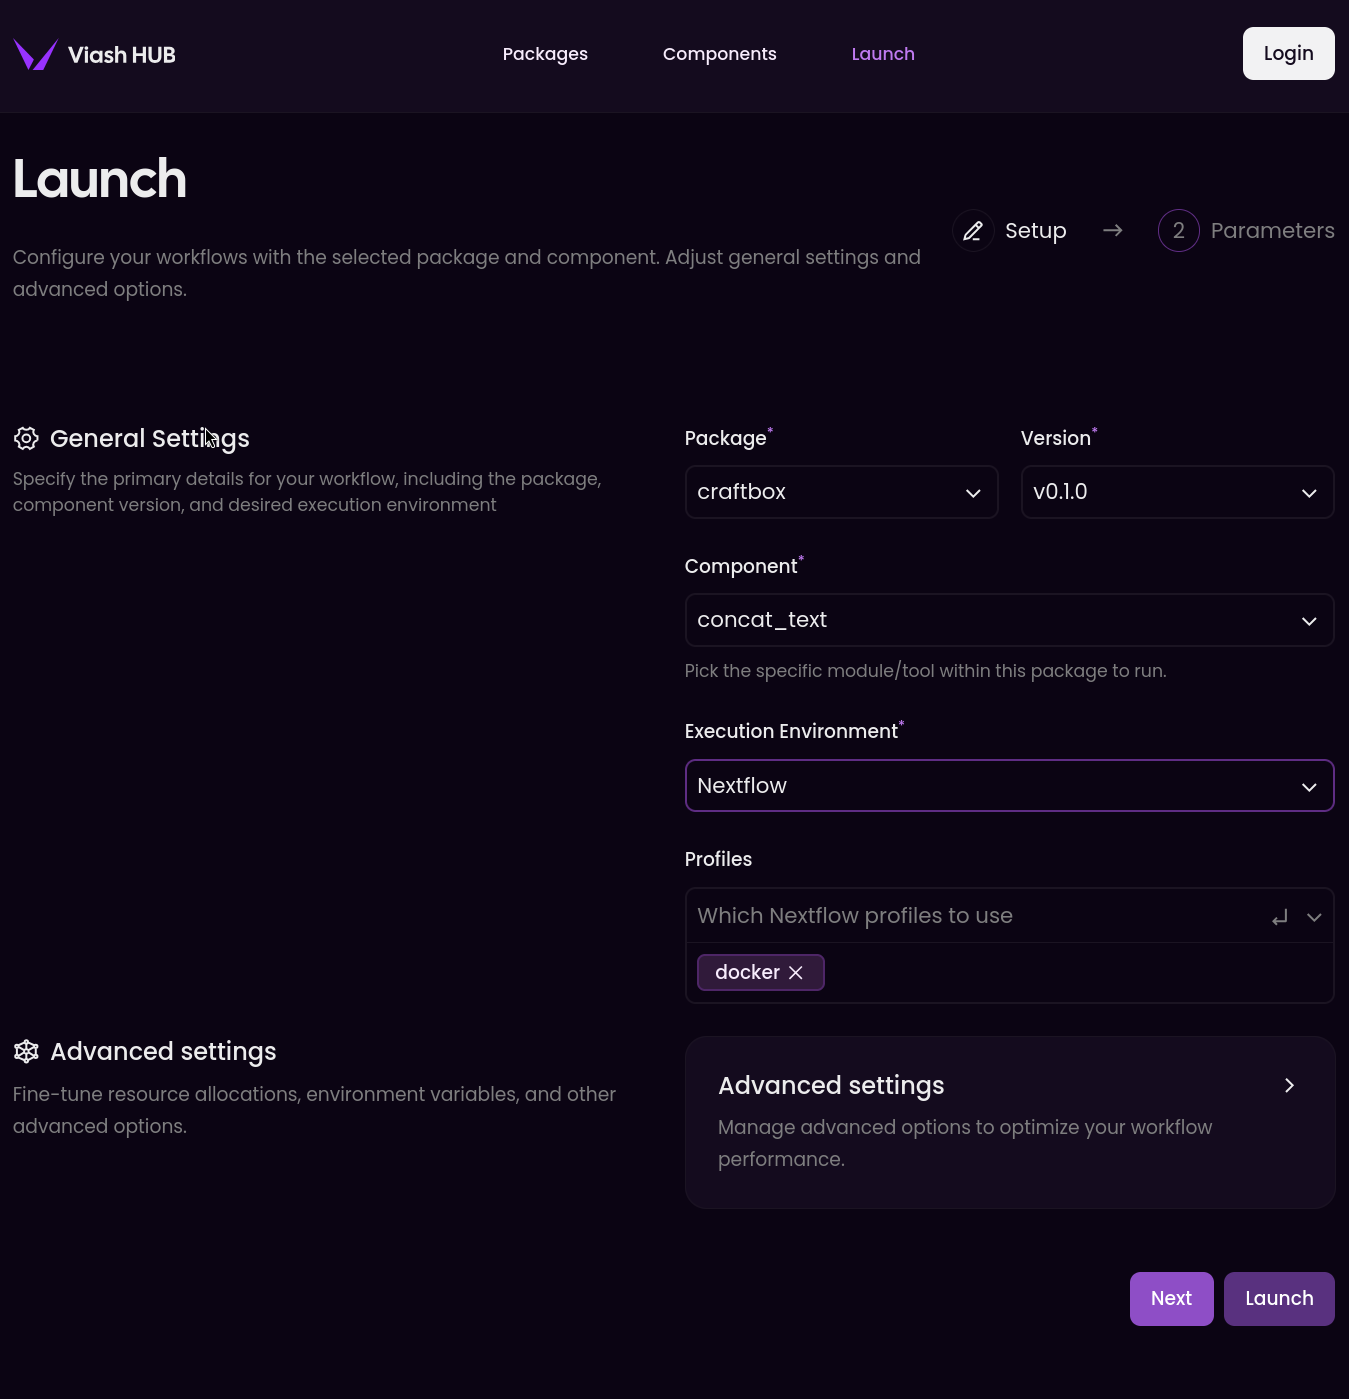 Viash HUB
Packages
Components
Launch
Login
Launch
Configure your workflows with the selected package and component. Adjust general settings and
advanced options.
Setup
2
Parameters
General Settings
Specify the primary details for your workflow, including the package,
component version, and desired execution environment
Package*
Version*
craftbox
v0.1.0
Component*
concat_text
Pick the specific module/tool within this package to run.
Execution Environment*
Nextflow
Profiles
Which Nextflow profiles to use
docker
Advanced settings
Fine-tune resource allocations, environment variables, and other
advanced options.
Advanced settings
Manage advanced options to optimize your workflow
performance.
Next
Launch